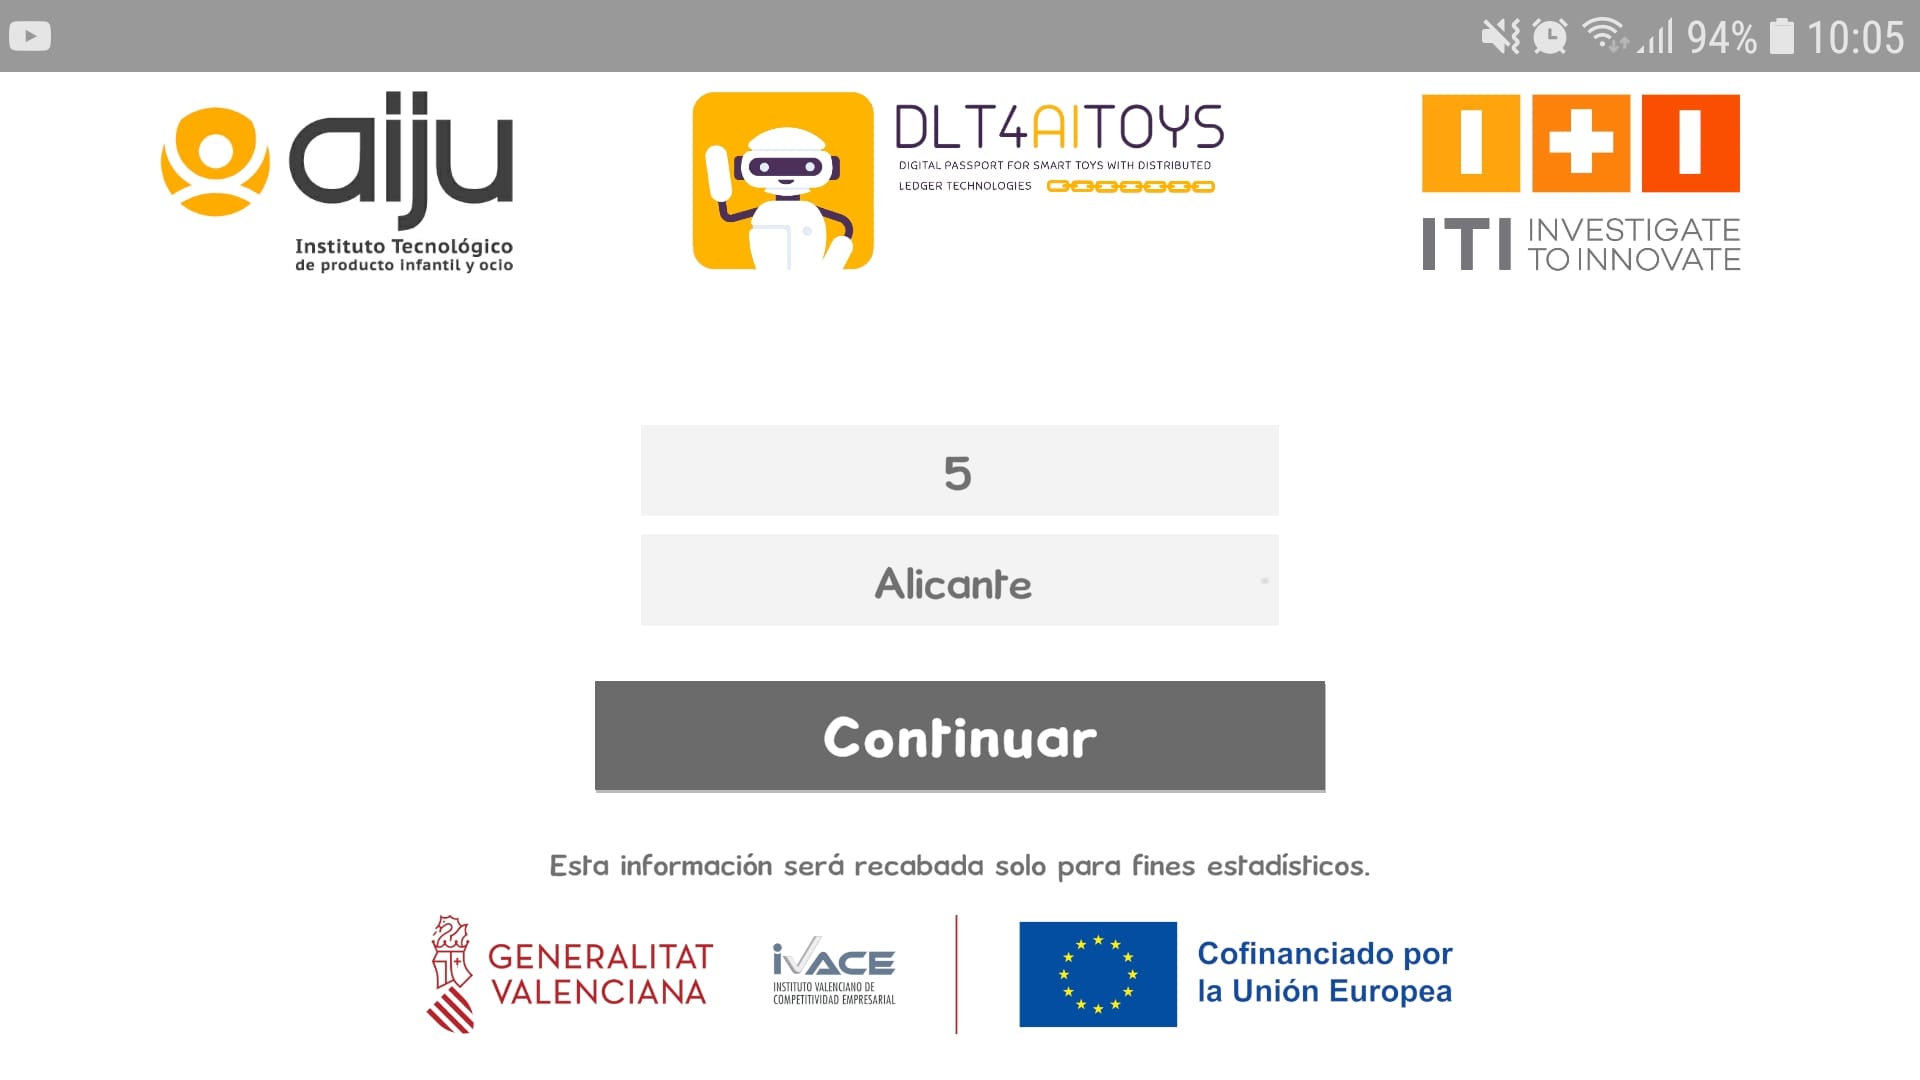 94% 10:05
aiju
Instituto Tecnológico
de producto infantil y ocio
DLT4AITOYS
DIGITAL PASSPORT FOR SMART TOYS WITH DISTRIBUTED
LEDGER TECHNOLOGIES
ITI INVESTIGATE
TO INNOVATE
5
Alicante
Continuar
Esta información será recabada solo para fines estadísticos.
GENERALITAT
VALENCIANA
iVACE
INSTITUTO VALENCIANO DE
COMPETITIVIDAD EMPRESARIAL
Cofinanciado por
la Unión Europea